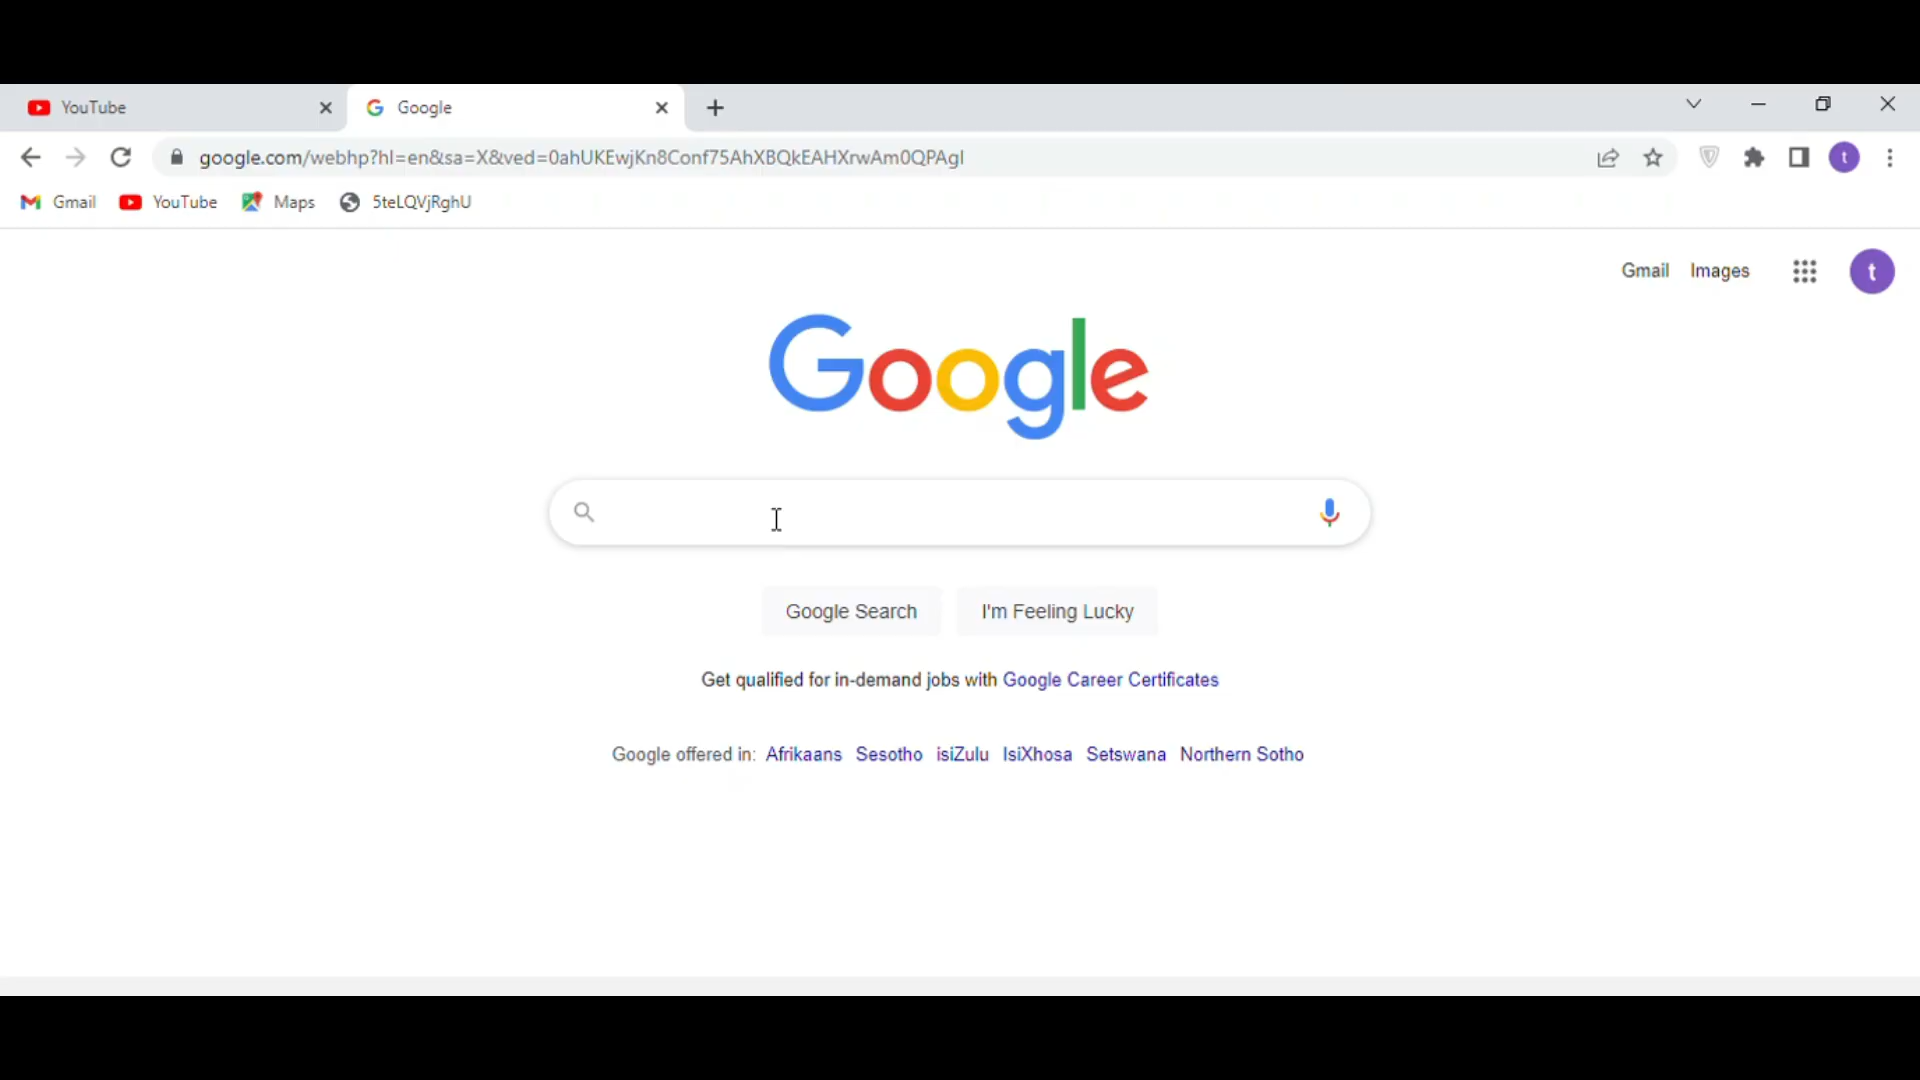 YouTube
Google
google.com/webhp?hl=en&sa=X&ved=0ahUKEwjKn8Conf75AhXBQkEAHXrwAm0QPAgI
t
Gmail YouTube Maps 5teLQVjRghU
Gmail Images
t
Google
Google Search I'm Feeling Lucky
Get qualified for in-demand jobs with Google Career Certificates
Google offered in: Afrikaans Sesotho isiZulu IsiXhosa Setswana Northern Sotho